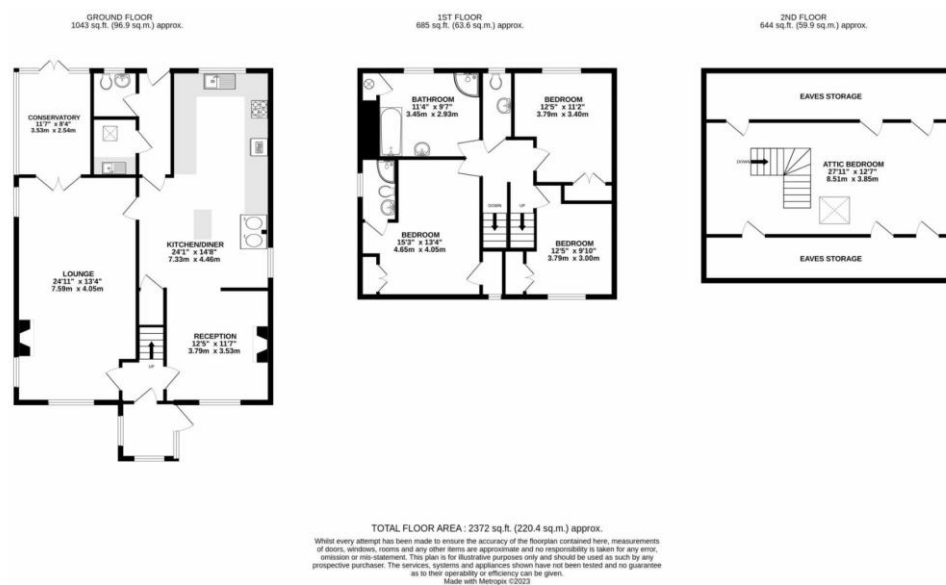 GROUND FLOOR
1043 sq.ft. (96.9 sq.m.) approx.
CONSERVATORY
11'7" x 8'4"
3.53m x 2.54m
KITCHEN/DINER
24'1" x 14'8"
7.33m x 4.46m
LOUNGE
24'11" x 13'4"
7.59m x 4.05m
RECEPTION
12'5" x 11'7"
3.79m x 3.53m
UP
1ST FLOOR
685 sq.ft. (63.6 sq.m.) approx.
BATHROOM
11'4" x 9'7"
3.45m x 2.93m
BEDROOM
12'5" x 11'2"
3.79m x 3.40m
DOWN
UP
BEDROOM
15'3" x 13'4"
4.65m x 4.05m
BEDROOM
12'5" x 9'10"
3.79m x 3.00m
2ND FLOOR
644 sq.ft. (59.9 sq.m.) approx.
EAVES STORAGE
DOWN
ATTIC BEDROOM
27'11" x 12'7"
8.51m x 3.85m
EAVES STORAGE
TOTAL FLOOR AREA : 2372 sq.ft. (220.4 sq.m.) approx.
Whilst every attempt has been made to ensure the accuracy of the floorplan contained here, measurements
of doors, windows, rooms and any other items are approximate and no responsibility is taken for any error,
omission or mis-statement. This plan is for illustrative purposes only and should be used as such by any
prospective purchaser. The services, systems and appliances shown have not been tested and no guarantee
as to their operability or efficiency can be given.
Made with Metropix ©2023